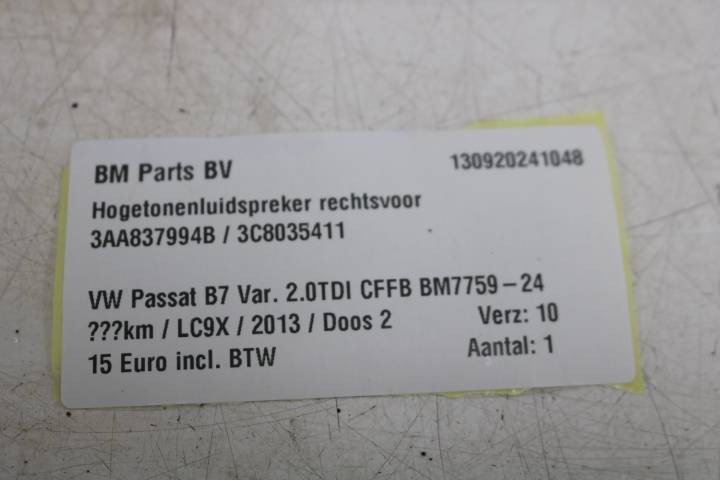 BM Parts BV 130920241048
Hogetonenluidspreker rechtsvoor
3AA837994B / 3C8035411
VW Passat B7 Var. 2.0TDI CFFB BM7759-24
???km / LC9X / 2013 / Doos 2 Verz: 10
15 Euro incl. BTW Aantal: 1